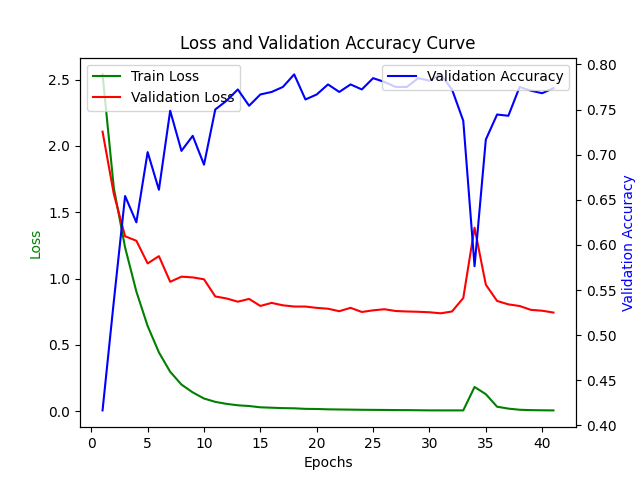 Loss and Validation Accuracy Curve
Train Loss
Validation Loss
Validation Accuracy
Loss
2.5
2.0
1.5
1.0
0.5
0.0
0.80
0.75
0.70
0.65
0.60
0.55
0.50
0.45
0.40
Validation Accuracy
0 5 10 15 20 25 30 35 40
Epochs